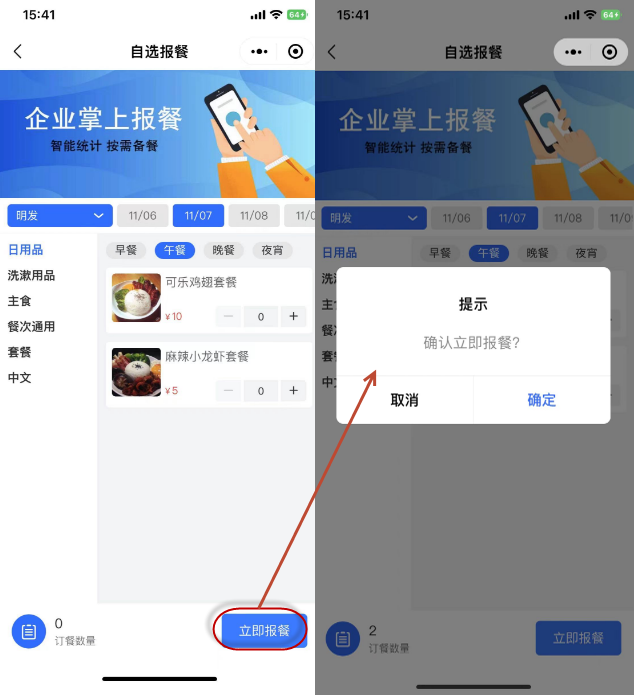 15:41
64
自选报餐
企业掌上报餐
智能统计 按需备餐
明发
11/06
11/07
11/08
日用品
洗漱用品
主食
餐次通用
套餐
中文
早餐
午餐
晚餐
夜宵
可乐鸡翅套餐
¥10
0
麻辣小龙虾套餐
¥5
0
0
订餐数量
立即报餐
15:41
64
自选报餐
企业掌上报餐
智能统计 按需备餐
明发
11/06
11/07
11/08
日用品
早餐
午餐
晚餐
夜宵
提示
确认立即报餐?
取消
确定
2
订餐数量
立即报餐